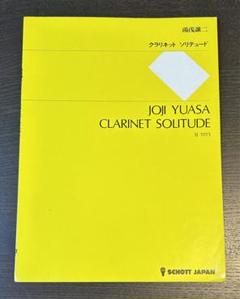 湯浅譲二
クラリネット ソリテュード
JOJI YUASA
CLARINET SOLITUDE
SCHOTT JAPAN